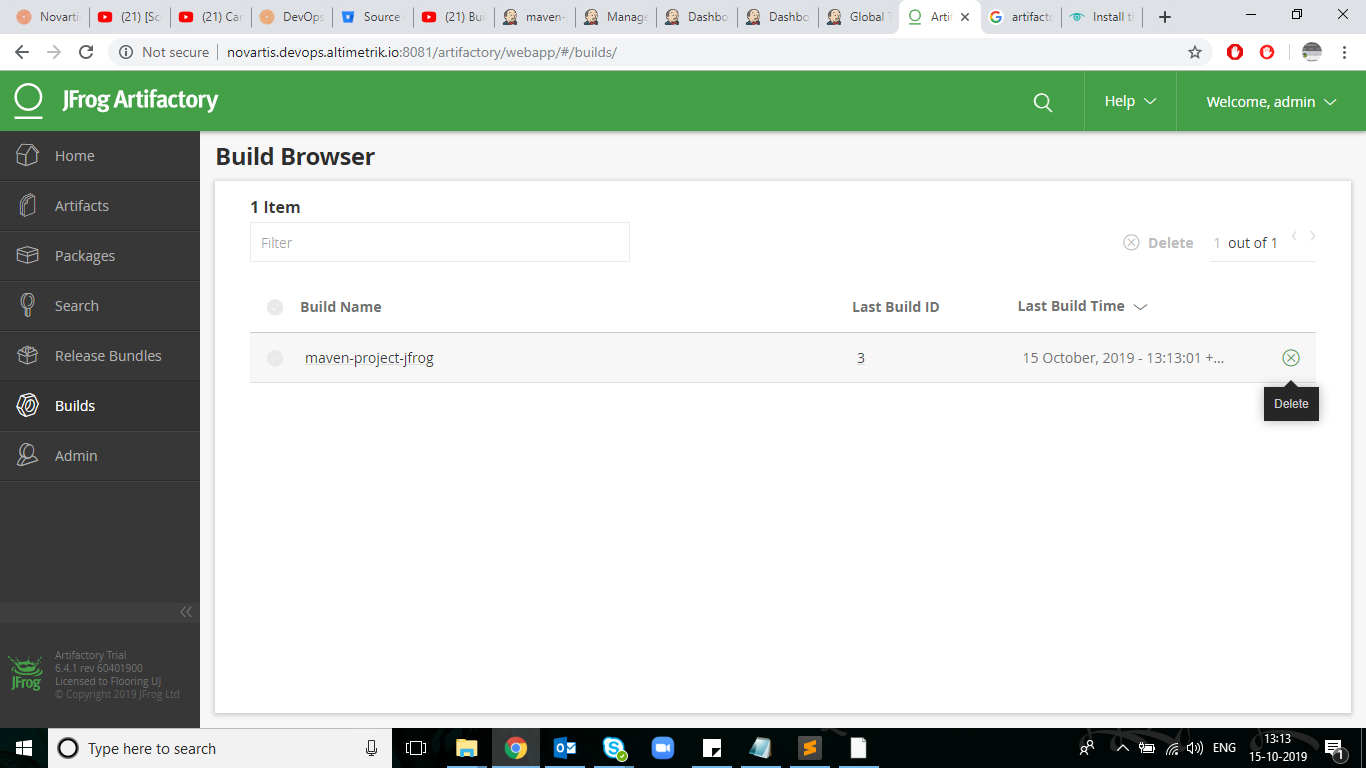 Novartis
(21) [Sc
(21) Car
DevOps
Source
(21) Bui
maven-
Manage
Dashbo
Dashbo
Global T
Artif
artifacto
Install t
Not secure
novartis.devops.altimetrik.io:8081/artifactory/webapp/#/builds/
JFrog Artifactory
Help
Welcome, admin
Home
Artifacts
Packages
Search
Release Bundles
Builds
Admin
Build Browser
1 Item
Filter
Delete
1 out of 1
Build Name
Last Build ID
Last Build Time
maven-project-jfrog
3
15 October, 2019 - 13:13:01 +...
Delete
JFrog
Artifactory Trial
6.4.1 rev 60401900
Licensed to Flooring UJ
© Copyright 2019 JFrog Ltd
Type here to search
ENG
13:13
15-10-2019
1